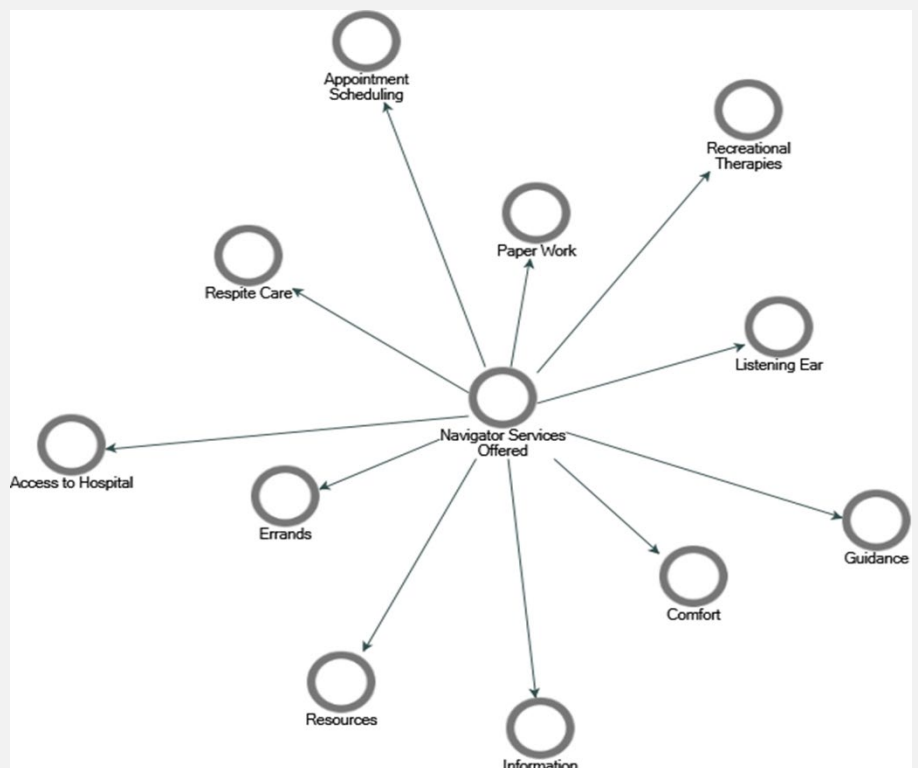 Appointment
Scheduling
Recreational
Therapies
Paper Work
Respite Care
Listening Ear
Navigator Services
Offered
Access to Hospital
Errands
Guidance
Comfort
Resources
Information